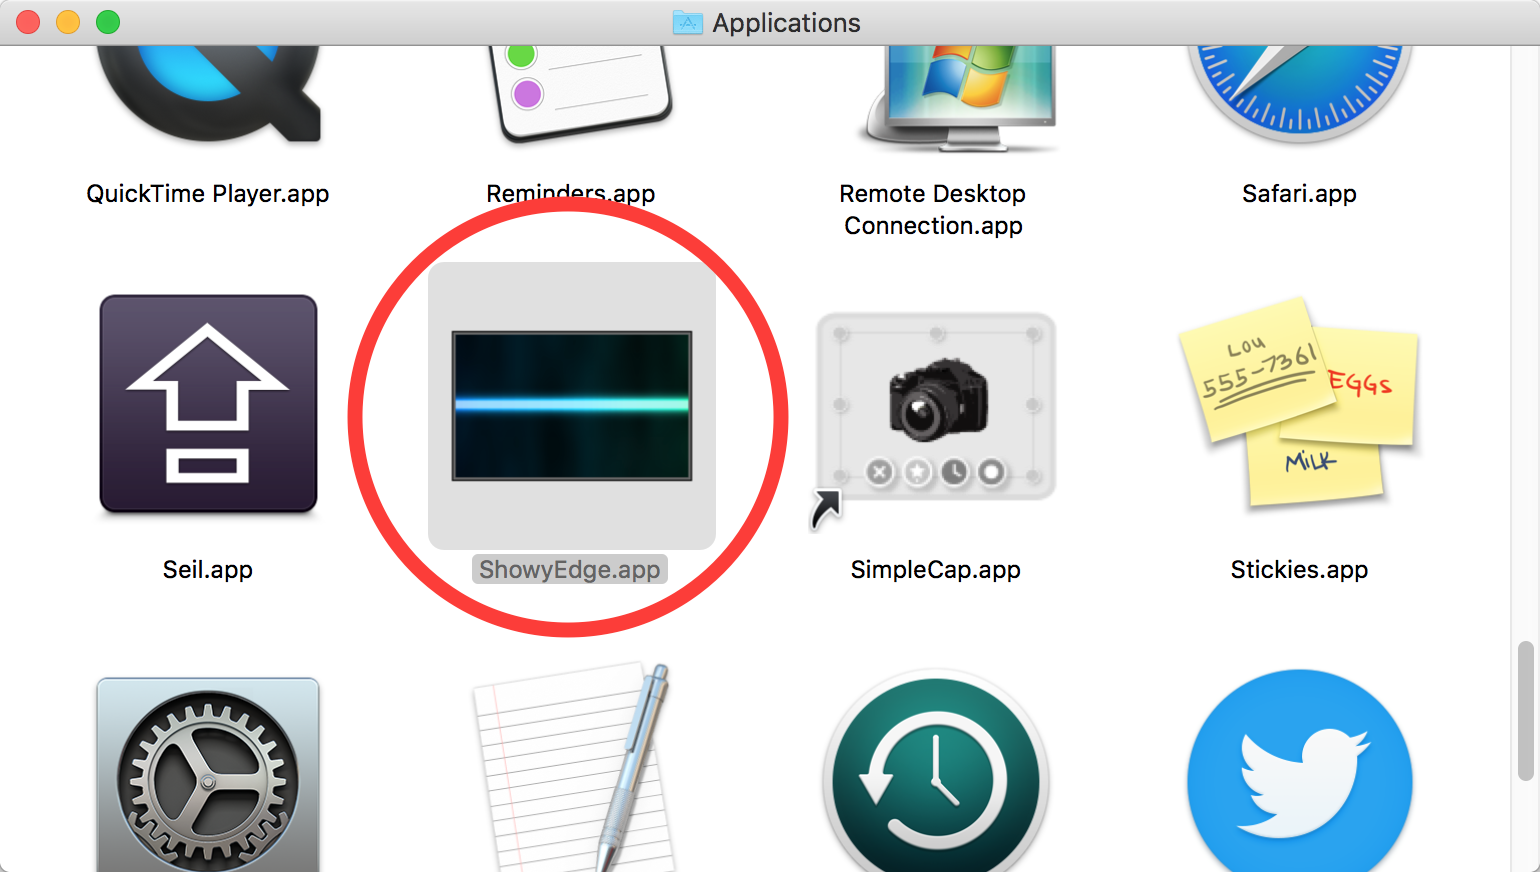 Applications
QuickTime Player.app
Reminders.app
Remote Desktop
Connection.app
Safari.app
LOU
555-7361
EGGS
MILK
Seil.app
ShowyEdge.app
SimpleCap.app
Stickies.app